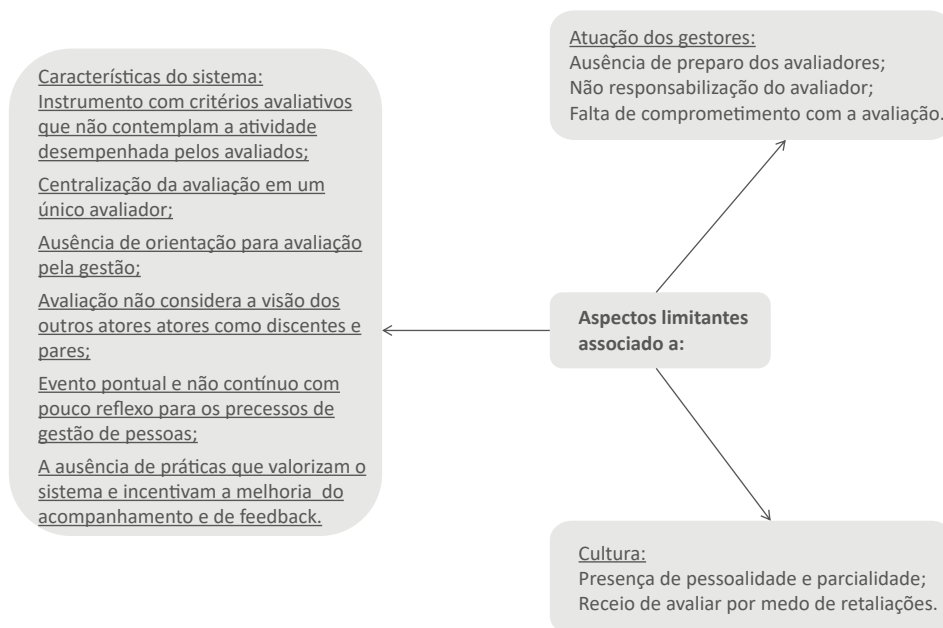 Características do sistema:
Instrumento com critérios avaliativos
que não contemplam a atividade
desempenhada pelos avaliados;
Centralização da avaliação em um
único avaliador;
Ausência de orientação para avaliação
pela gestão;
Avaliação não considera a visão dos
outros atores atores como discentes e
pares;
Evento pontual e não contínuo com
pouco reflexo para os precessos de
gestão de pessoas;
A ausência de práticas que valorizam o
sistema e incentivam a melhoria do
acompanhamento e de feedback.
Atuação dos gestores:
Ausência de preparo dos avaliadores;
Não responsabilização do avaliador;
Falta de comprometimento com a avaliação.
Aspectos limitantes
associado a:
Cultura:
Presença de pessoalidade e parcialidade;
Receio de avaliar por medo de retaliações.